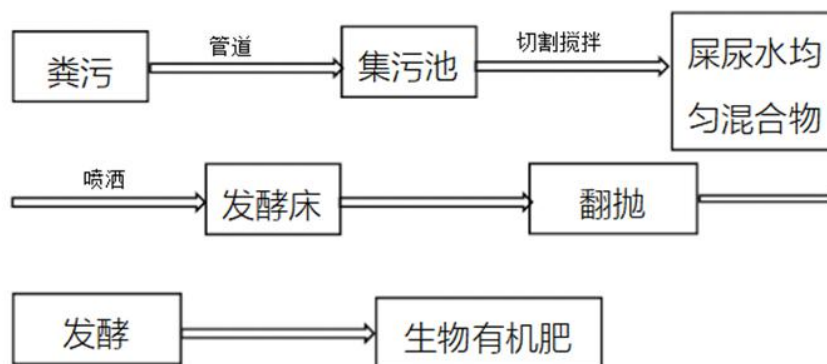 粪污
管道
集污池
切割搅拌
屎尿水均
匀混合物
喷洒
发酵床
翻抛
发酵
生物有机肥